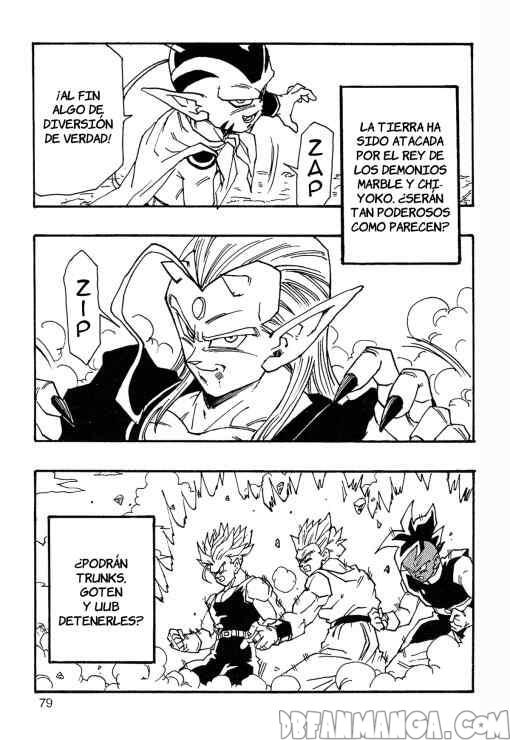 ¡AL FIN
ALGO DE
DIVERSIÓN
DE VERDAD!
ZAP
LA TIERRA HA
SIDO ATACADA
POR EL REY DE
LOS DEMONIOS
MARBLE Y CHI-
YOKO. ¿SERÁN
TAN PODEROSOS
COMO PARECEN?
ZIP
¿PODRÁN
TRUNKS.
GOTEN
Y UUB
DETENERLES?
79
DBFANMANGA.COM